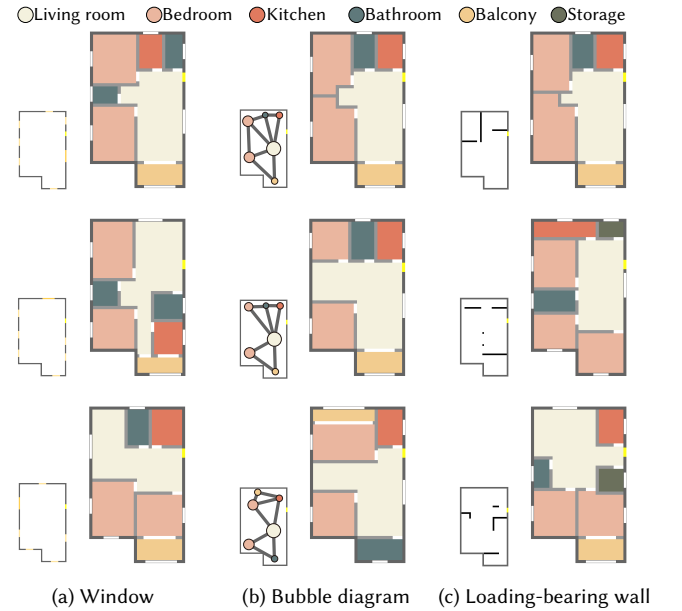 Living room Bedroom Kitchen Bathroom Balcony Storage
(a) Window (b) Bubble diagram (c) Loading-bearing wall